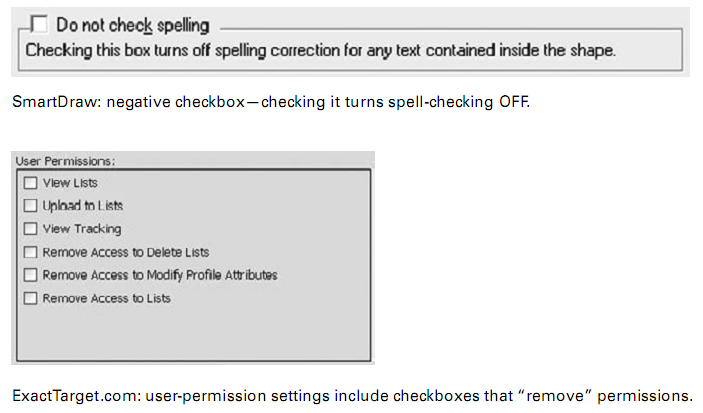 Do not check spelling
Checking this box turns off spelling correction for any text contained inside the shape.
SmartDraw: negative checkbox—checking it turns spell-checking OFF.
User Permissions:
View Lists
Upload to Lists
View Tracking
Remove Access to Delete Lists
Remove Access to Modify Profile Attributes
Remove Access to Lists
ExactTarget.com: user-permission settings include checkboxes that “remove” permissions.